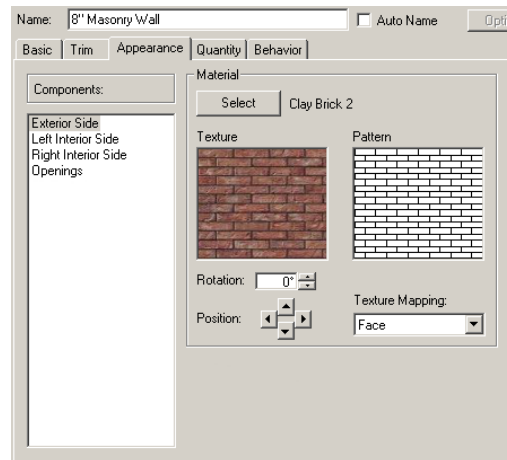 Name: 8" Masonry Wall Auto Name
Basic Trim Appearance Quantity Behavior
Components:
Exterior Side
Left Interior Side
Right Interior Side
Openings
Material
Select Clay Brick 2
Texture Pattern
Rotation: 0°
Position:
Texture Mapping:
Face